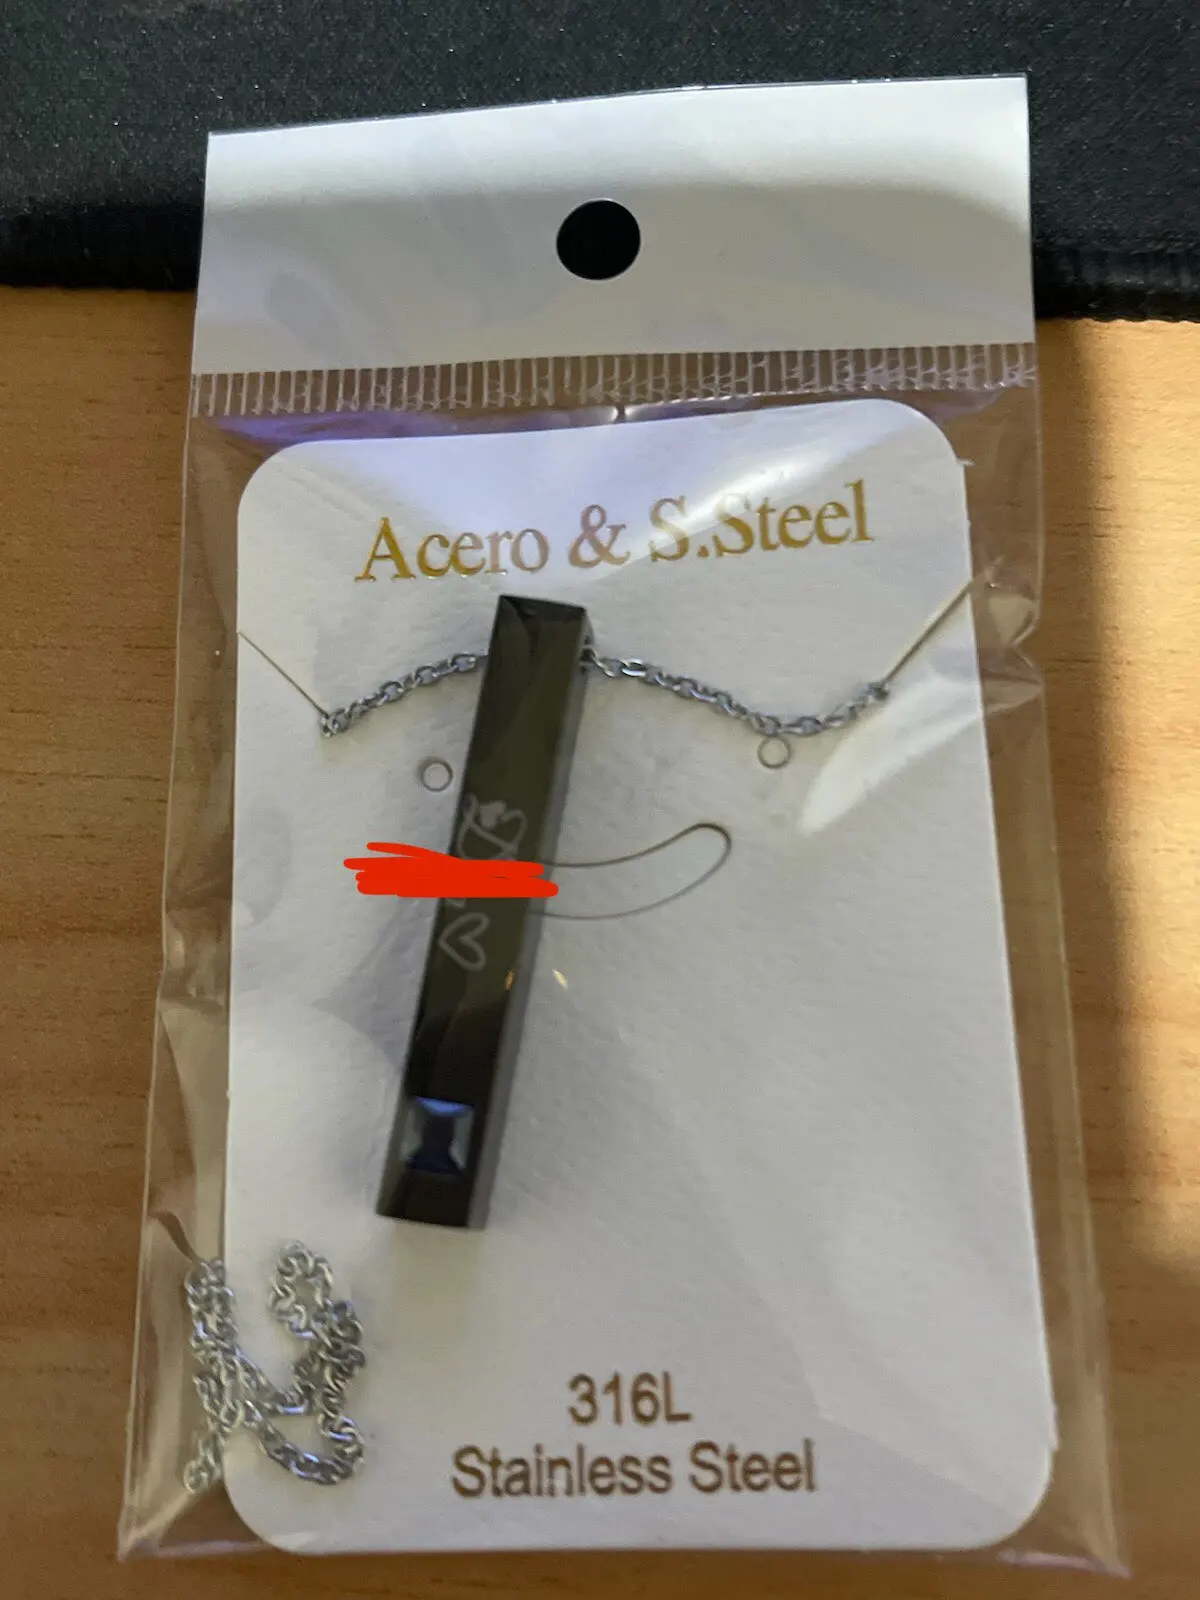 Acero & S.Steel
316L
Stainless Steel